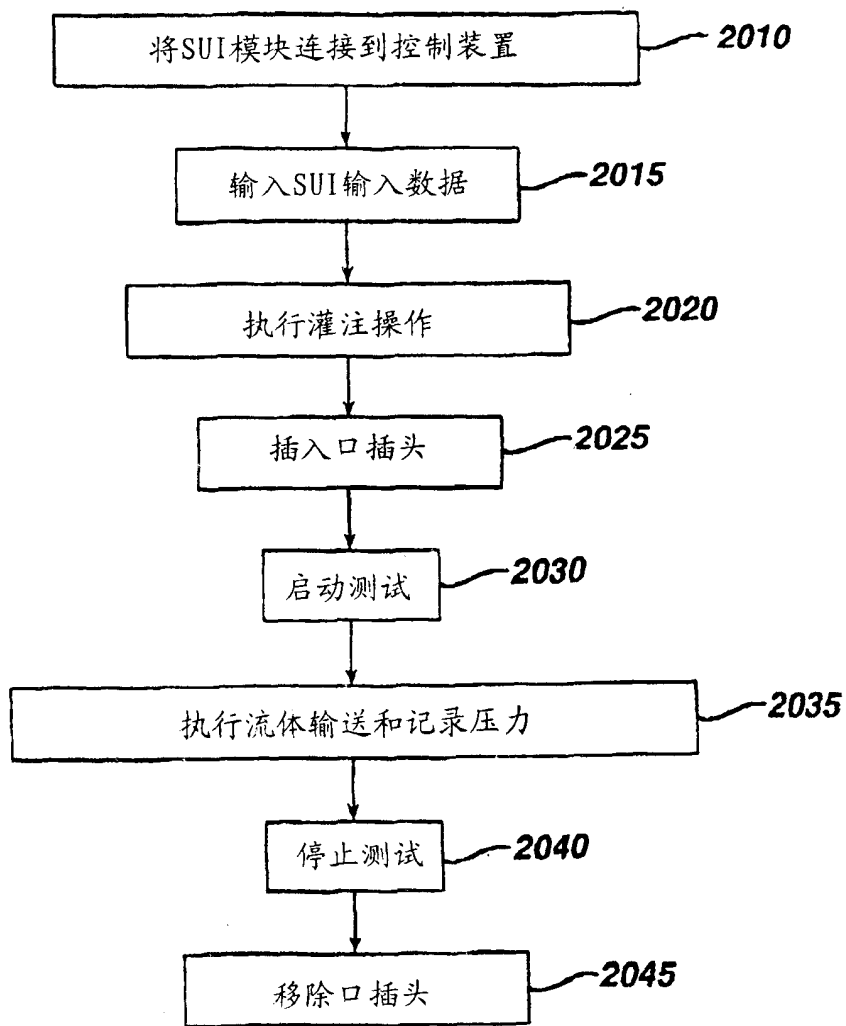 将SUI模块连接到控制装置
2010
输入SUI输入数据
2015
执行灌注操作
2020
插入口插头
2025
启动测试
2030
执行流体输送和记录压力
2035
停止测试
2040
移除口插头
2045